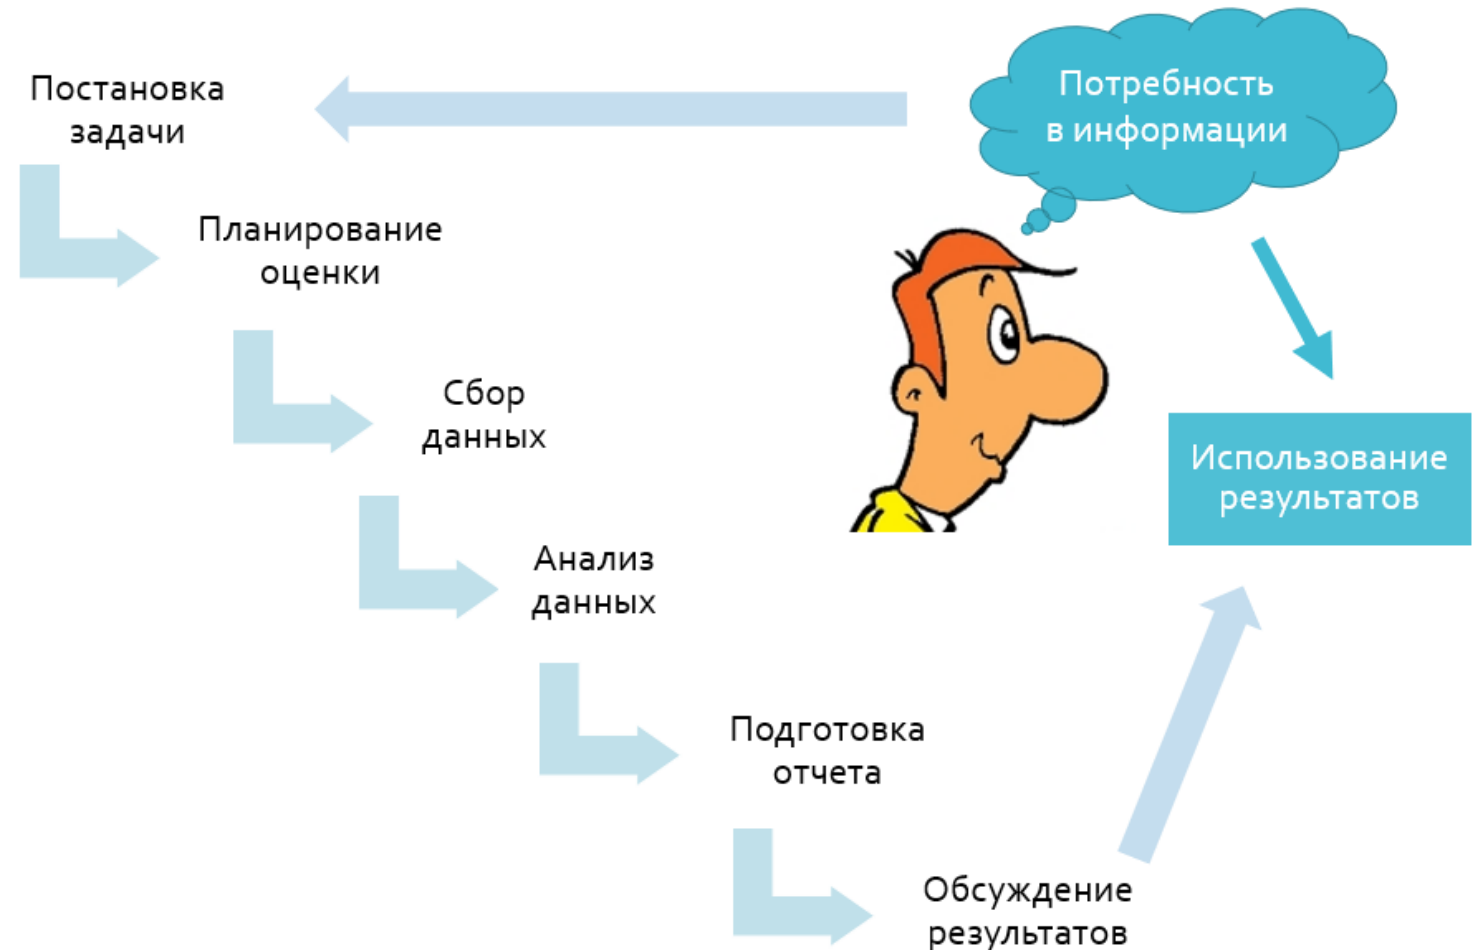 Постановка
задачи
Потребность
в информации
Планирование
оценки
Сбор
данных
Использование
результатов
Анализ
данных
Подготовка
отчета
Обсуждение
результатов